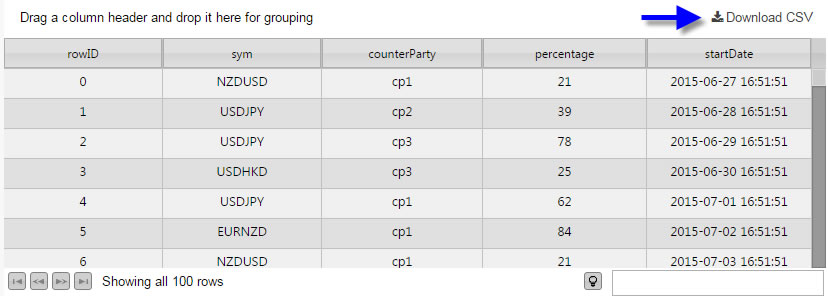 Drag a column header and drop it here for grouping Download CSV
rowID sym counterParty percentage startDate
0 NZDUSD cp1 21 2015-06-27 16:51:51
1 USDJPY cp2 39 2015-06-28 16:51:51
2 USDJPY cp3 78 2015-06-29 16:51:51
3 USDHKD cp3 25 2015-06-30 16:51:51
4 USDJPY cp1 62 2015-07-01 16:51:51
5 EURNZD cp1 84 2015-07-02 16:51:51
6 NZDUSD cp1 21 2015-07-03 16:51:51
Showing all 100 rows